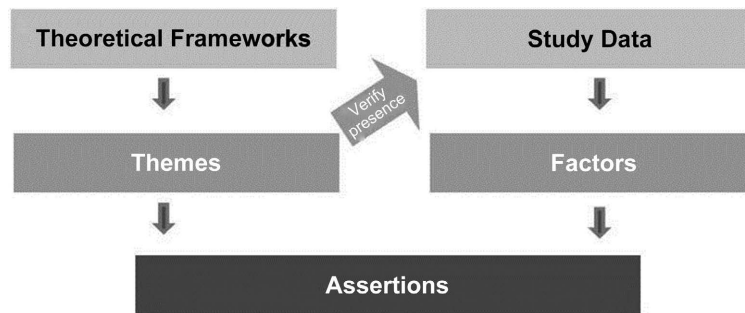 Theoretical Frameworks
Study Data
Verify
presence
Themes
Factors
Assertions